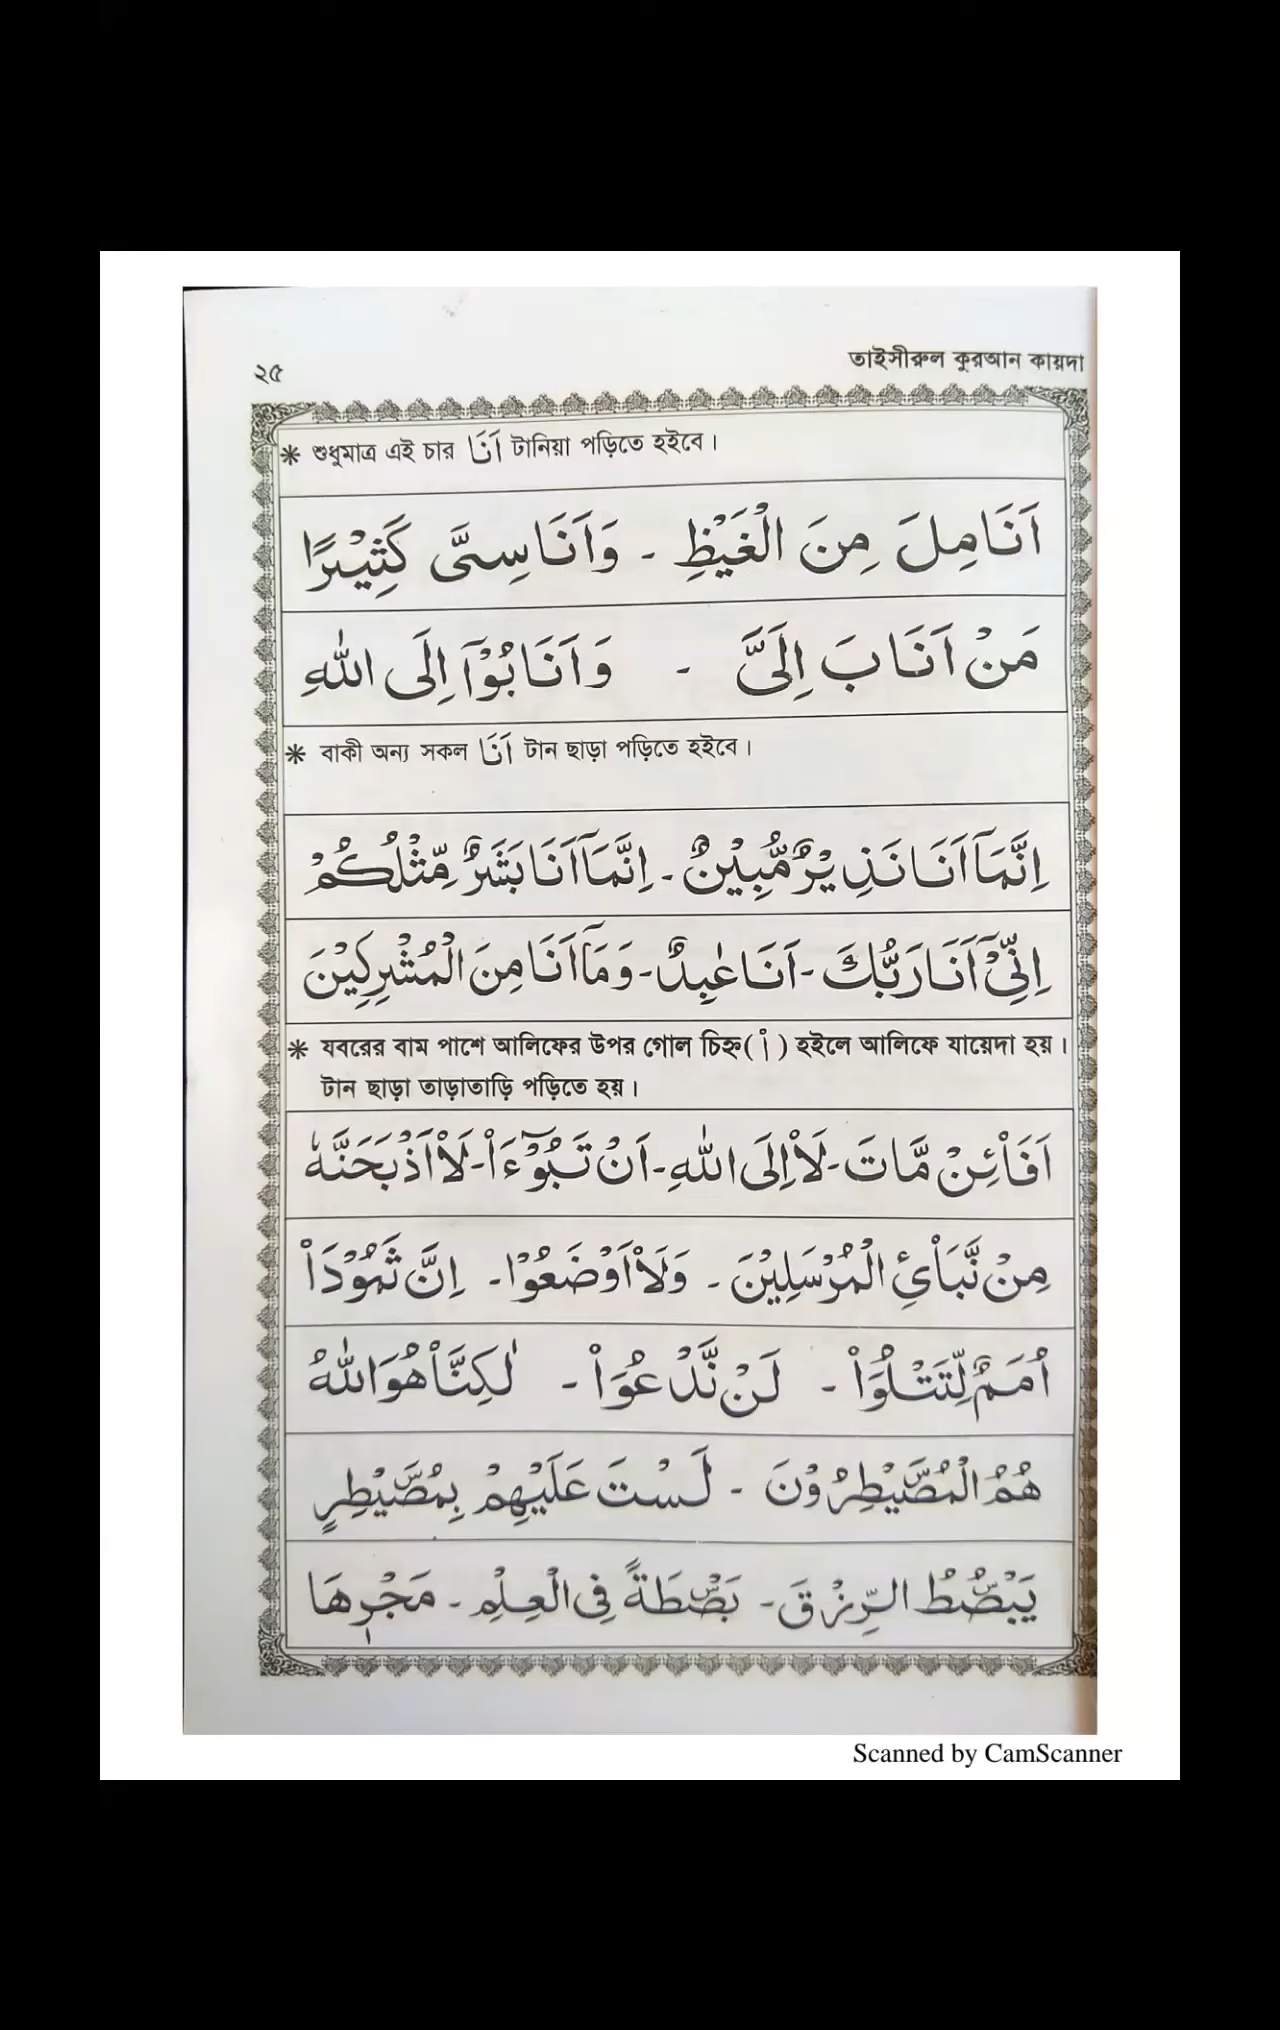 ২৫ তাইসীরুল কুরআন কায়দা
* শুধুমাত্র এই চার اَنَا টানিয়া পড়িতে হইবে।
اَنَامِلَ مِنَ الْغَيْظِ - وَاَنَاسِىَّ كَثِيْرًا
مَنْ اَنَابَ اِلَىَّ - وَاَنَابُوْٓا اِلَى اللّٰهِ
* বাকী অন্য সকল اَنَا টান ছাড়া পড়িতে হইবে।
اِنَّمَآ اَنَا نَذِيْرٌ مُّبِيْنٌ - اِنَّمَآ اَنَا بَشَرٌ مِّثْلُكُمْ
اِنِّىْٓ اَنَا رَبُّكَ - اَنَا عٰبِدٌ - وَمَآ اَنَا مِنَ الْمُشْرِكِيْنَ
* যবরের বাম পাশে আলিফের উপর গোল চিহ্ন (اْ) হইলে আলিফে যায়েদা হয়।
টান ছাড়া তাড়াতাড়ি পড়িতে হয়।
اَفَا۟ئِنْ مَّاتَ - لَا۟اِلَى اللّٰهِ - اَنْ تَبُوْٓءَا۟ - لَا۟اَذْبَحَنَّهٗ
مِنْ نَّبَا۟ئِ الْمُرْسَلِيْنَ - وَلَا۟اَوْضَعُوْا - اِنَّ ثَمُوْدَا۟
اُمَمٌ لِّتَتْلُوَا۟ - لَنْ نَّدْعُوَا۟ - لٰكِنَّا۟ هُوَ اللّٰهُ
هُمُ الْمُصَۜيْطِرُوْنَ - لَسْتَ عَلَيْهِمْ بِمُصَۜيْطِرٍ
يَبْصُۜطُ الرِّزْقَ - بَصْۜطَةً فِى الْعِلْمِ - مَجْرٖىهَا
Scanned by CamScanner